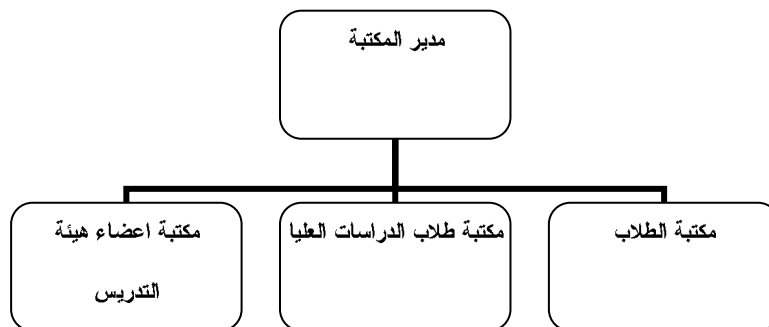 مدير المكتبة
مكتبة الطلاب
مكتبة طلاب الدراسات العليا
مكتبة اعضاء هيئة
التدريس